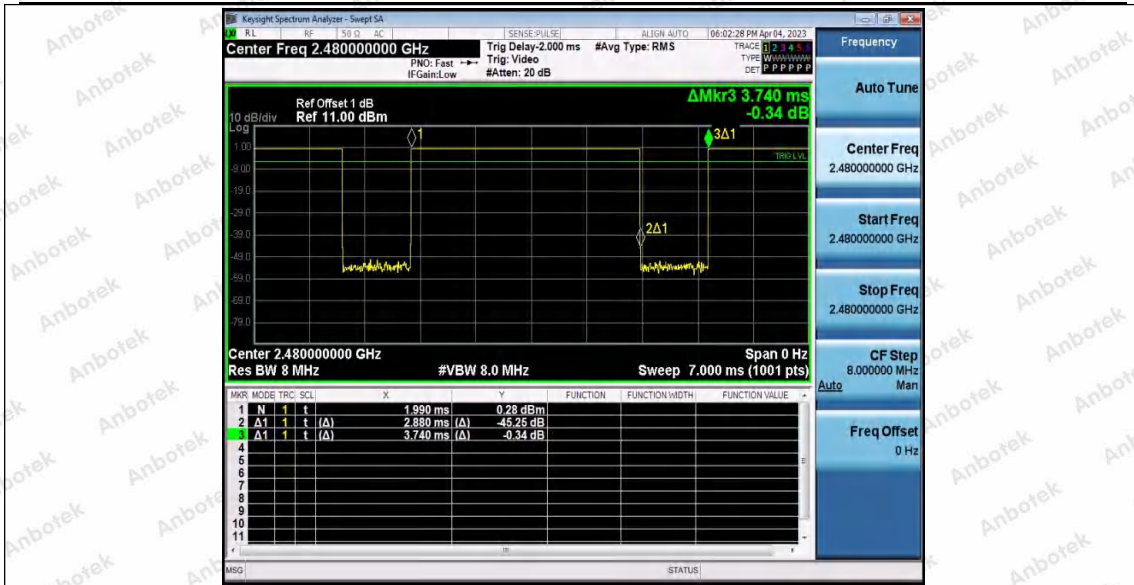 Keysight Spectrum Analyzer - Swept SA
RL RF 50 Ω AC SENSE:PULSE ALIGN AUTO 06:02:28 PM Apr 04, 2023
Center Freq 2.480000000 GHz
Trig Delay-2.000 ms #Avg Type: RMS
TRACE 1 2 3 4 5 6
PNO: Fast Trig: Video
TYPE WWWWWW
IFGain:Low #Atten: 20 dB
DET P P P P P P
ΔMkr3 3.740 ms
-0.34 dB
Ref Offset 1 dB
10 dB/div Ref 11.00 dBm
Log
1.00
-9.00
-19.0
-29.0
-39.0
-49.0
-59.0
-69.0
-79.0
1
3Δ1
TRIG LVL
2Δ1
Center 2.480000000 GHz Span 0 Hz
Res BW 8 MHz #VBW 8.0 MHz Sweep 7.000 ms (1001 pts)
MKR MODE TRC SCL X Y FUNCTION FUNCTION WIDTH FUNCTION VALUE
1 N 1 t 1.990 ms 0.28 dBm
2 Δ1 1 t (Δ) 2.880 ms (Δ) -45.25 dB
3 Δ1 1 t (Δ) 3.740 ms (Δ) -0.34 dB
4
5
6
7
8
9
10
11
MSG STATUS
Frequency
Auto Tune
Center Freq
2.480000000 GHz
Start Freq
2.480000000 GHz
Stop Freq
2.480000000 GHz
CF Step
8.000000 MHz
Auto Man
Freq Offset
0 Hz
Anbotek